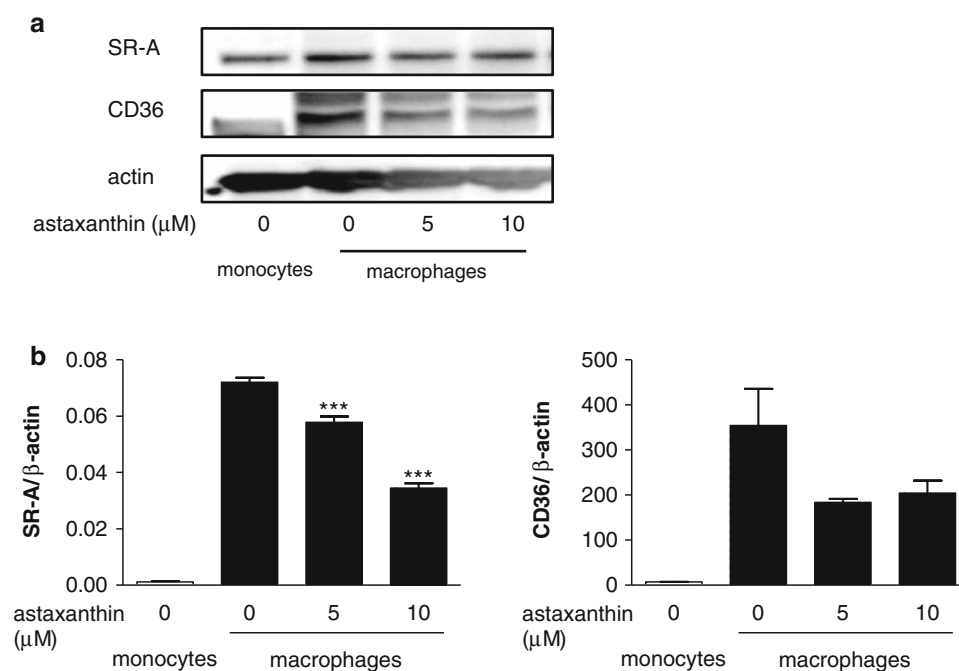 a
SR-A
CD36
actin
astaxanthin (μM) 0 0 5 10
monocytes macrophages
b
SR-A/β-actin
0.08
0.06
0.04
0.02
0.00
***
***
astaxanthin (μM) 0 0 5 10
monocytes macrophages
CD36/β-actin
500
400
300
200
100
0
astaxanthin (μM) 0 0 5 10
monocytes macrophages